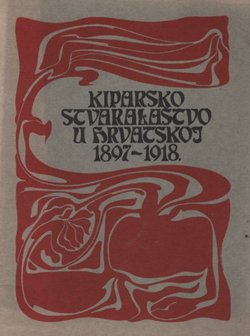 KIPARSKO
STVARALAŠTVO
U HRVATSKOJ
1897-1918.